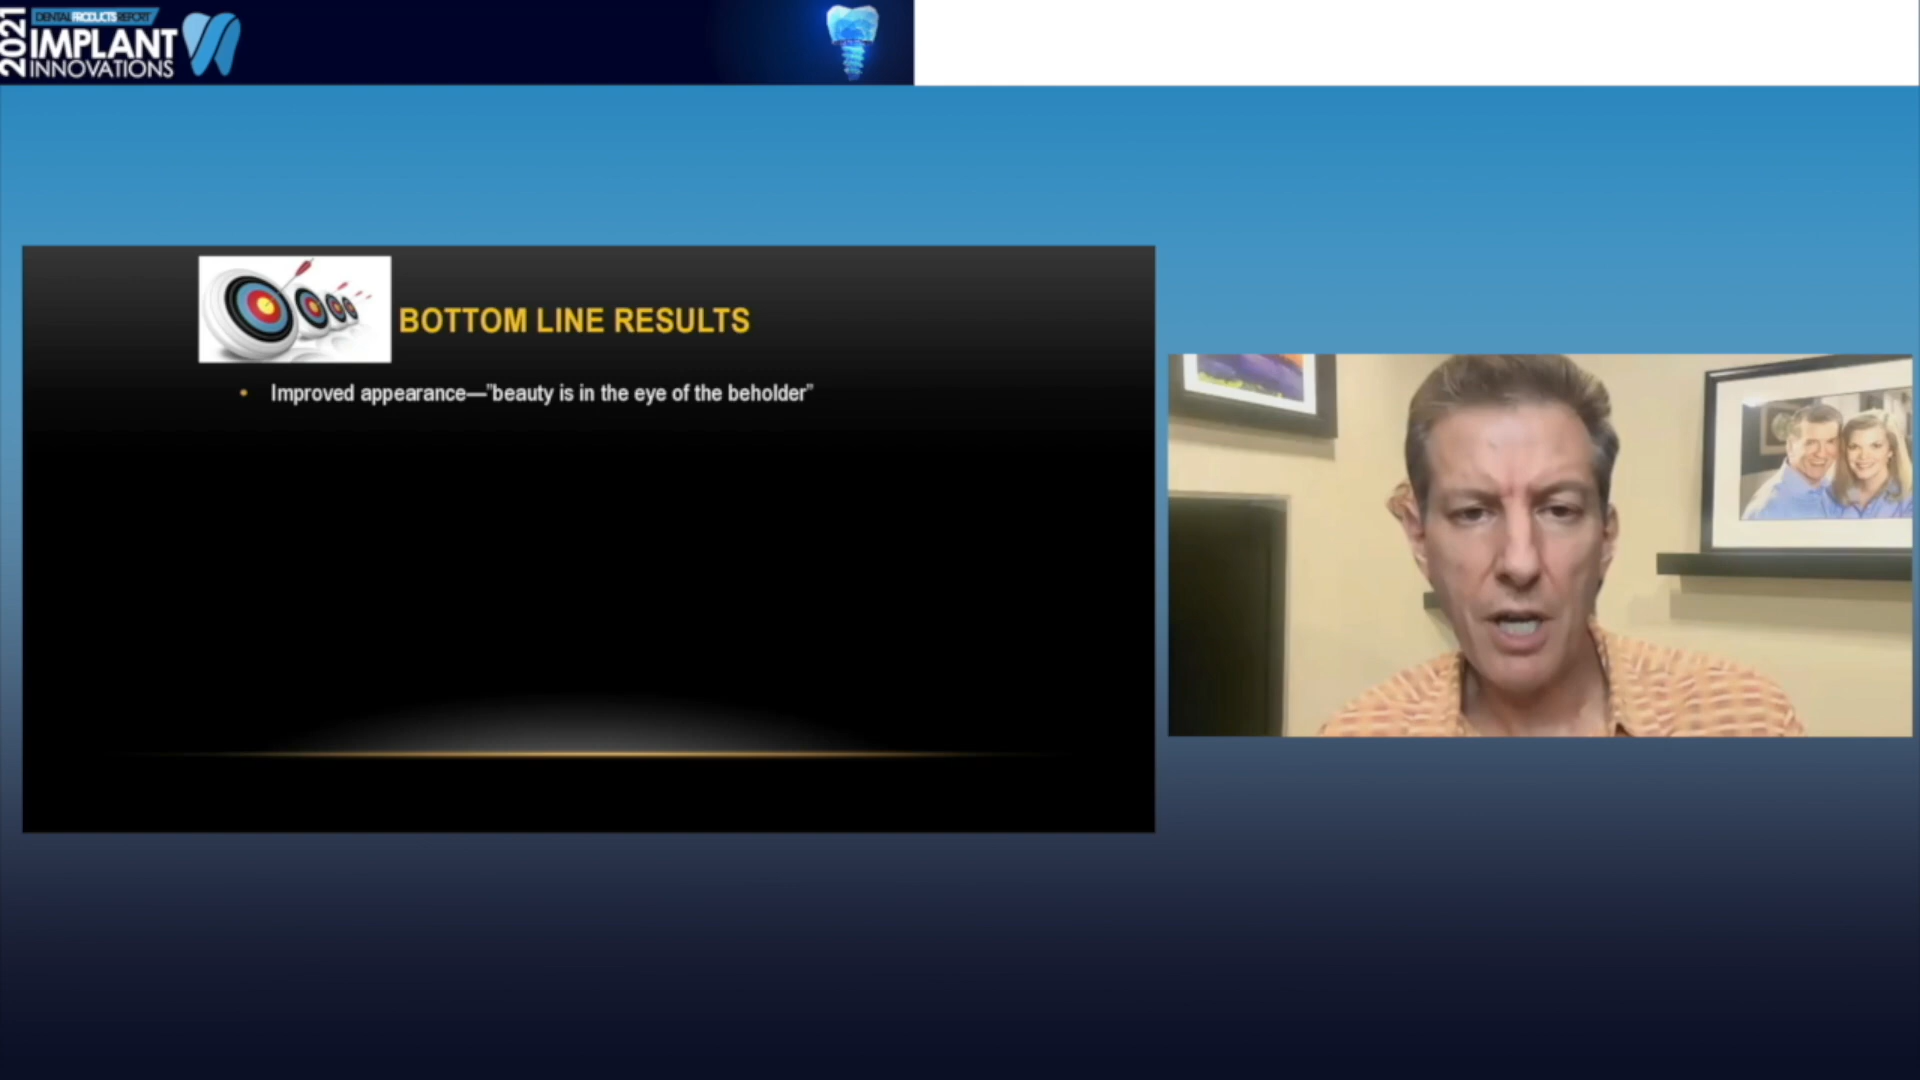 2021
DENTAL PRODUCTS REPORT
IMPLANT
INNOVATIONS
BOTTOM LINE RESULTS
• Improved appearance—"beauty is in the eye of the beholder"